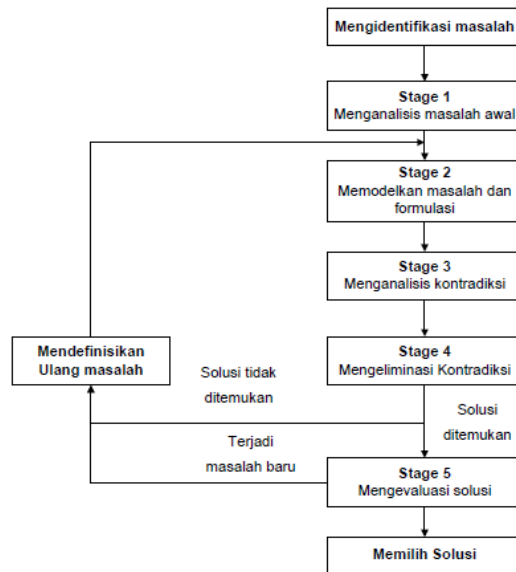 Mengidentifikasi masalah
Stage 1
Menganalisis masalah awal
Stage 2
Memodelkan masalah dan
formulasi
Stage 3
Menganalisis kontradiksi
Stage 4
Mengeliminasi Kontradiksi
Mendefinisikan
Ulang masalah
Solusi tidak
ditemukan
Solusi
ditemukan
Terjadi
masalah baru
Stage 5
Mengevaluasi solusi
Memilih Solusi